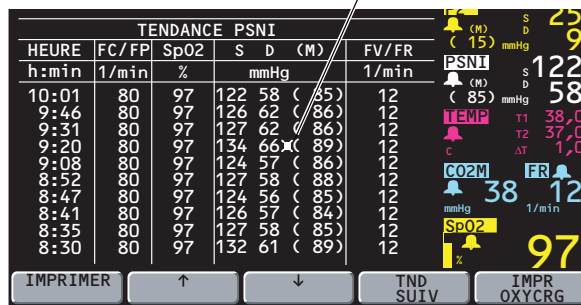 TENDANCE PSNI
HEURE FC/FP SpO2 S D (M) FV/FR
h:min 1/min % mmHg 1/min
10:01 80 97 122 58 ( 85) 12
9:46 80 97 126 62 ( 86) 12
9:31 80 97 127 62 ( 86) 12
9:20 80 97 134 66 ( 89) 12
9:08 80 97 124 57 ( 86) 12
8:52 80 97 127 58 ( 88) 12
8:47 80 97 124 56 ( 85) 12
8:41 80 97 126 57 ( 84) 12
8:35 80 97 127 58 ( 85) 12
8:30 80 97 132 61 ( 89) 12
P2 S 25
(M) D 9
( 15) mmHg
PSNI S 122
(M) D 58
( 85) mmHg
TEMP T1 38,0
T2 37,0
C ΔT 1,0
CO2M FR
38 12
mmHg 1/min
SpO2
% 97
IMPRIMER ↑ ↓ TND SUIV IMPR OXYCRG